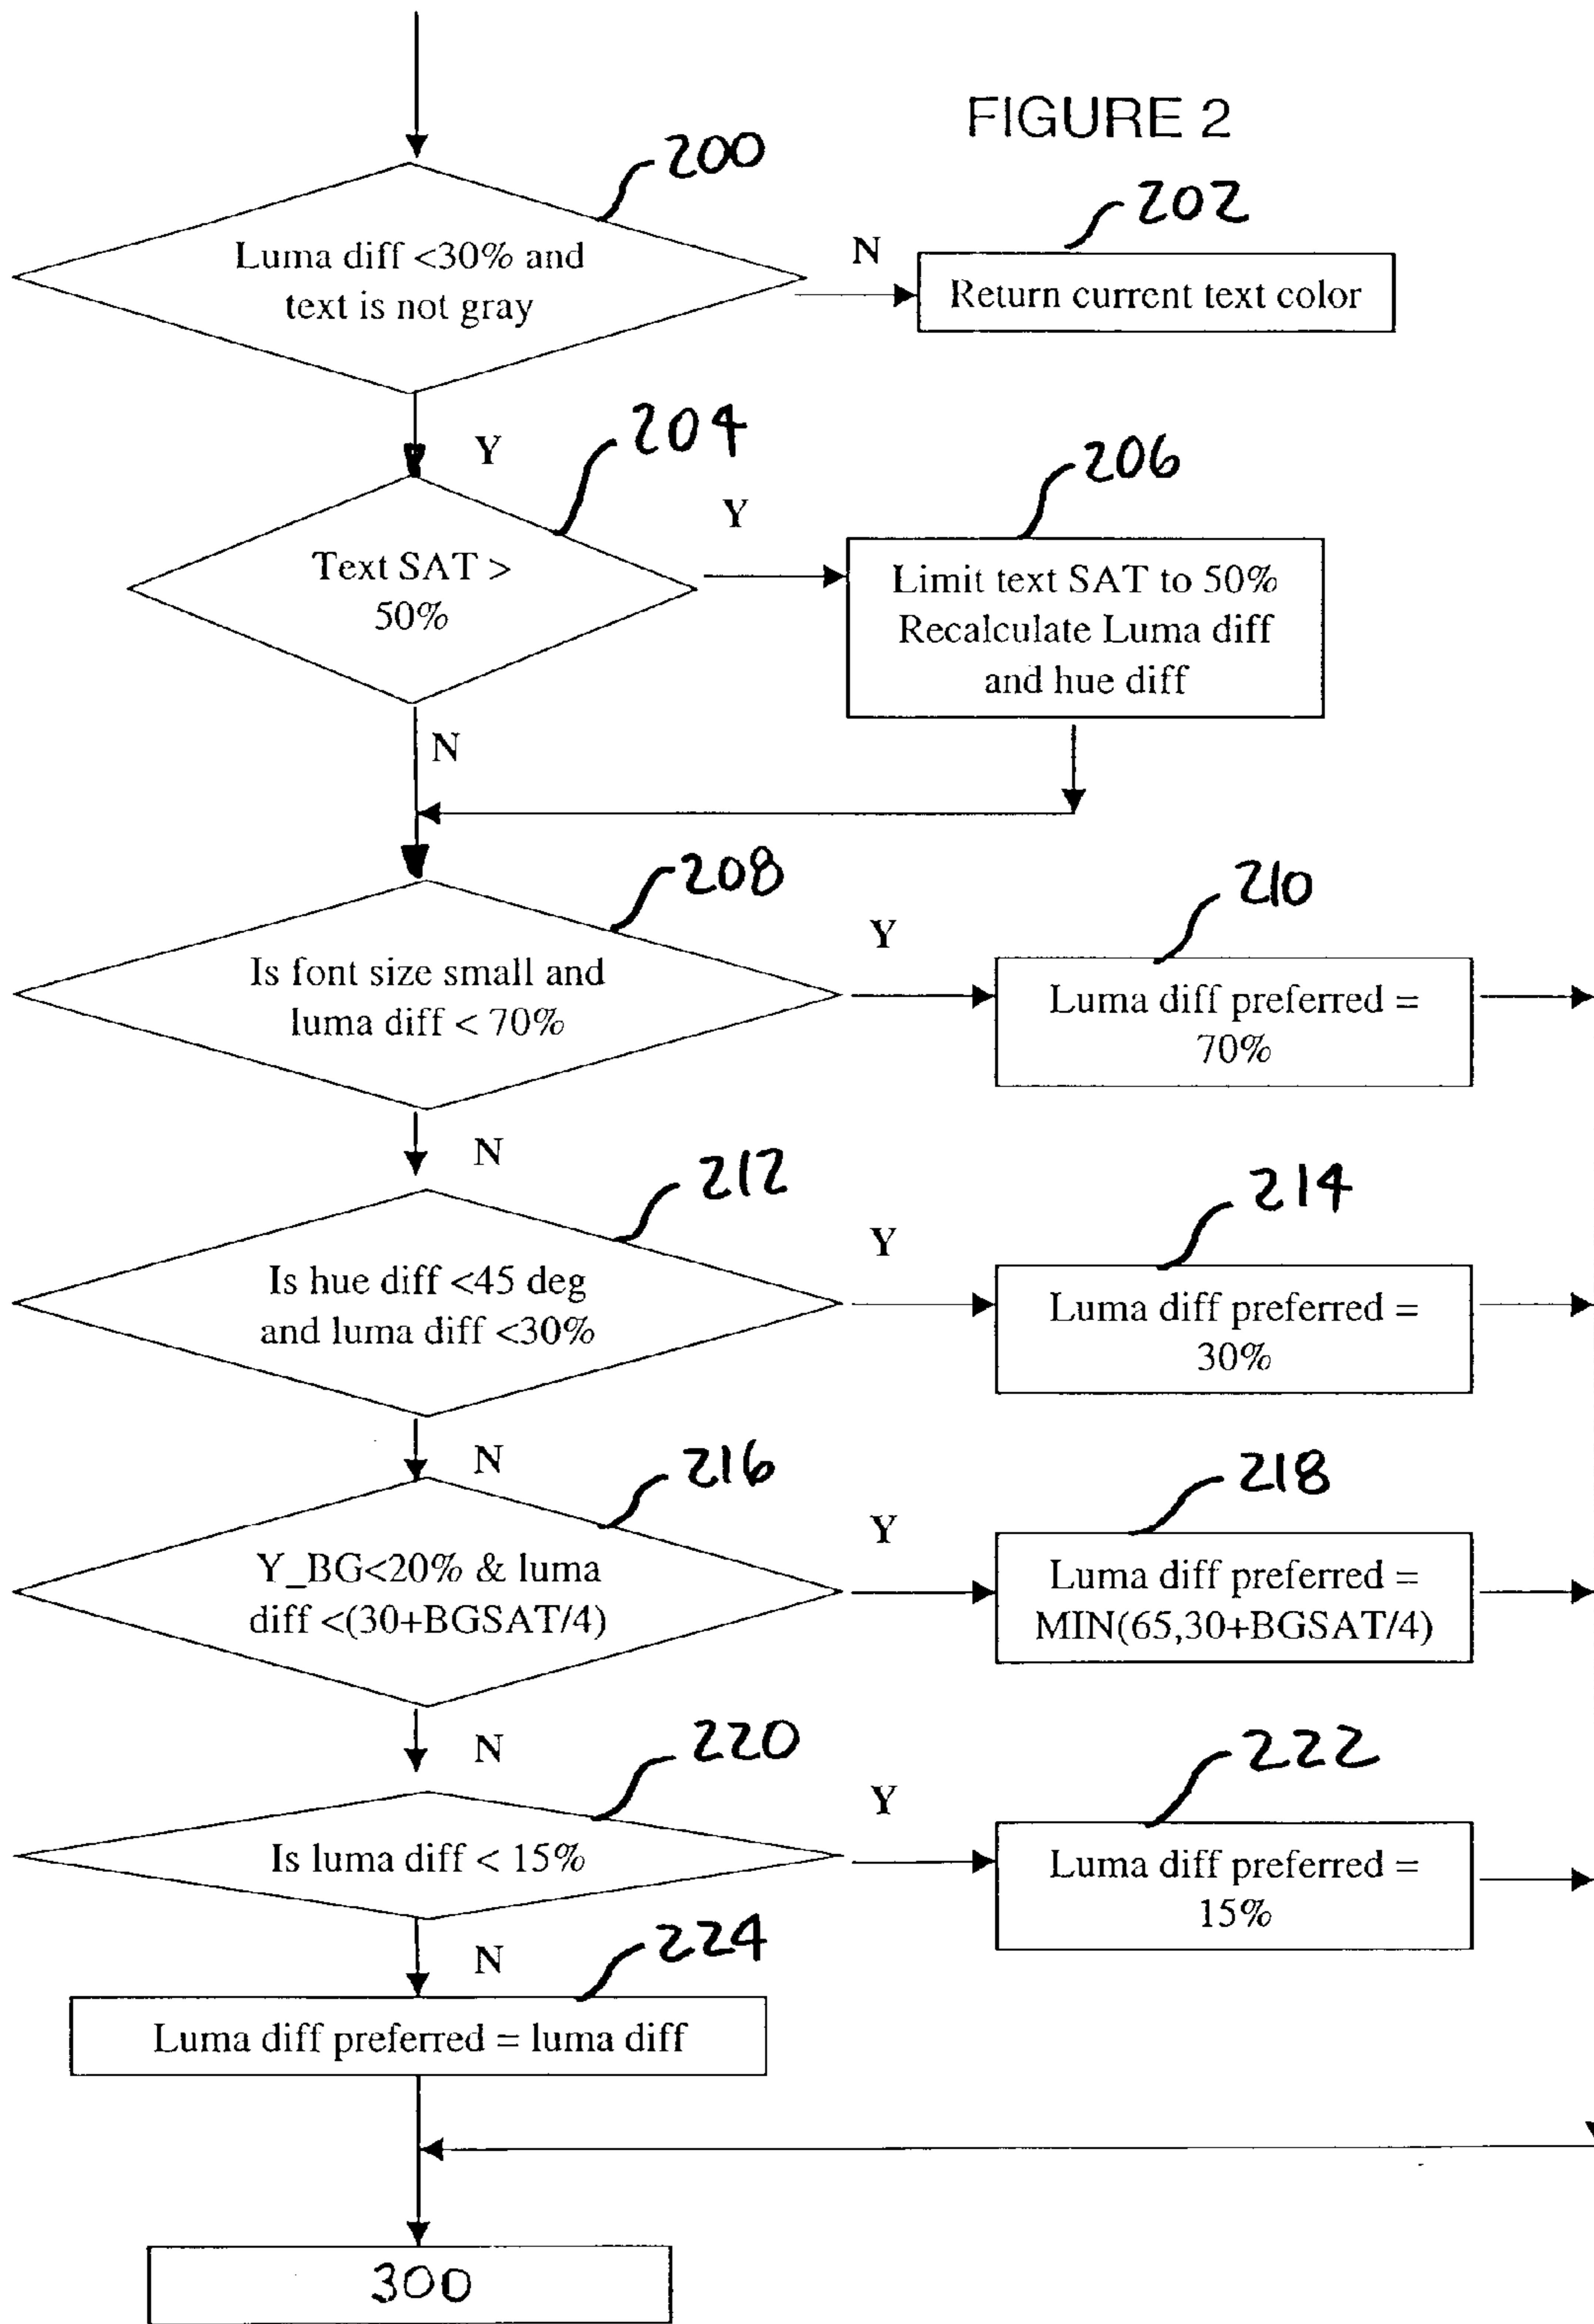 FIGURE 2
200
Luma diff <30% and
text is not gray
N
202
Return current text color
Y
204
Text SAT >
50%
Y
206
Limit text SAT to 50%
Recalculate Luma diff
and hue diff
N
208
Is font size small and
luma diff < 70%
Y
210
Luma diff preferred =
70%
N
212
Is hue diff <45 deg
and luma diff <30%
Y
214
Luma diff preferred =
30%
N
216
Y_BG<20% & luma
diff <(30+BGSAT/4)
Y
218
Luma diff preferred =
MIN(65,30+BGSAT/4)
N
220
Is luma diff < 15%
Y
222
Luma diff preferred =
15%
N
224
Luma diff preferred = luma diff
300